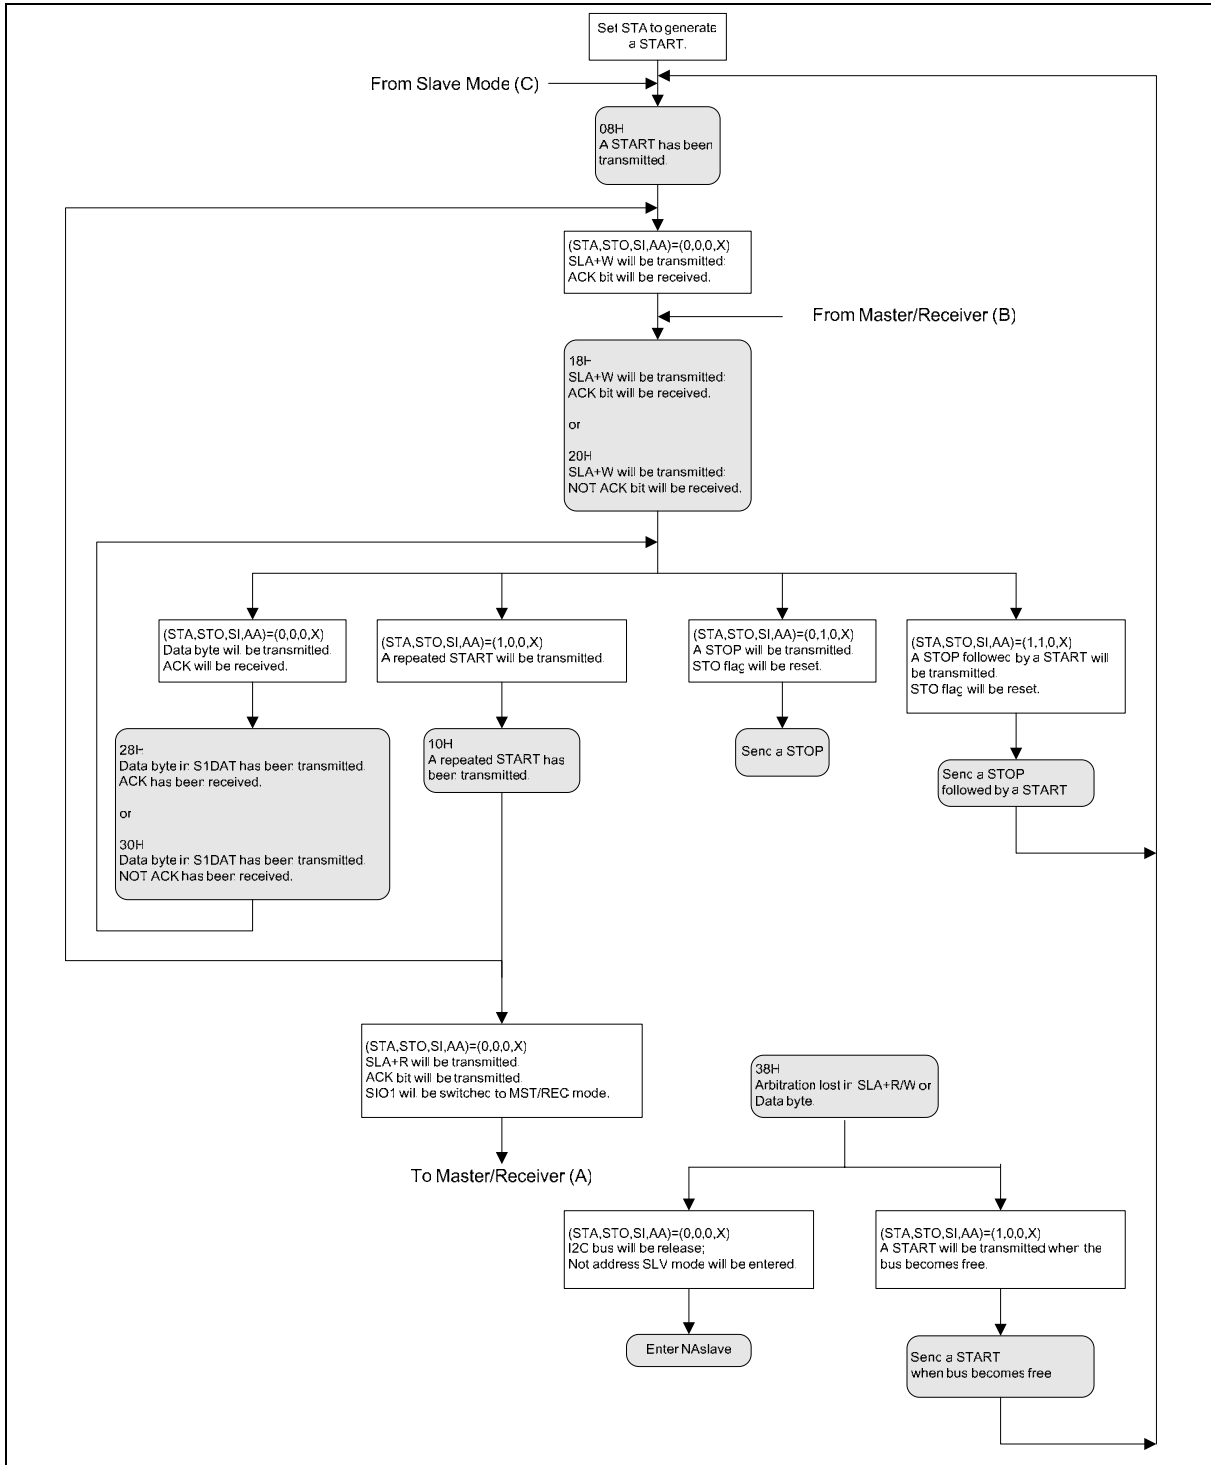 Set STA to generate
a START.
From Slave Mode (C)
08H
A START has been
transmitted.
(STA,STO,SI,AA)=(0,0,0,X)
SLA+W will be transmitted;
ACK bit will be received.
From Master/Receiver (B)
18H
SLA+W will be transmitted;
ACK bit will be received.
or
20H
SLA+W will be transmitted;
NOT ACK bit will be received.
(STA,STO,SI,AA)=(0,0,0,X)
Data byte will be transmitted.
ACK will be received.
(STA,STO,SI,AA)=(1,0,0,X)
A repeated START will be transmitted.
(STA,STO,SI,AA)=(0,1,0,X)
A STOP will be transmitted.
STO flag will be reset.
(STA,STO,SI,AA)=(1,1,0,X)
A STOP followed by a START will
be transmitted.
STO flag will be reset.
28H
Data byte in S1DAT has been transmitted.
ACK has been received.
or
30H
Data byte in S1DAT has been transmitted.
NOT ACK has been received.
10H
A repeated START has
been transmitted.
Send a STOP
Send a STOP
followed by a START
(STA,STO,SI,AA)=(0,0,0,X)
SLA+R will be transmitted.
ACK bit will be transmitted.
SIO1 will be switched to MST/REC mode.
To Master/Receiver (A)
38H
Arbitration lost in SLA+R/W or
Data byte.
(STA,STO,SI,AA)=(0,0,0,X)
I2C bus will be release;
Not address SLV mode will be entered.
(STA,STO,SI,AA)=(1,0,0,X)
A START will be transmitted when the
bus becomes free.
Enter NAslave
Send a START
when bus becomes free